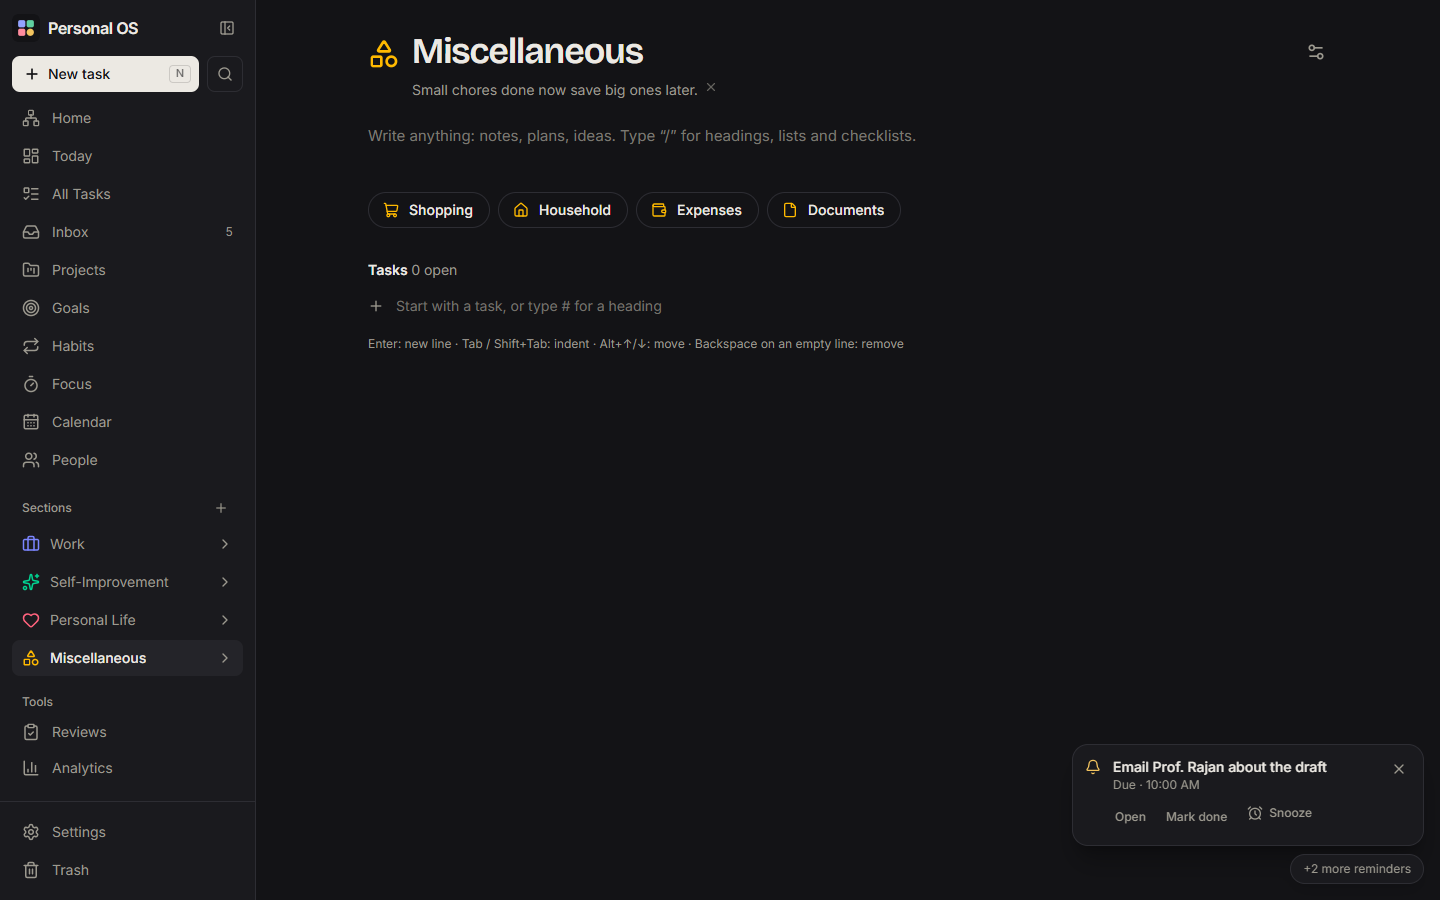 Personal OS
New task N
Home
Today
All Tasks
Inbox 5
Projects
Goals
Habits
Focus
Calendar
People
Sections
Work
Self-Improvement
Personal Life
Miscellaneous
Tools
Reviews
Analytics
Settings
Trash
Miscellaneous
Small chores done now save big ones later.
Write anything: notes, plans, ideas. Type “/” for headings, lists and checklists.
Shopping Household Expenses Documents
Tasks 0 open
Start with a task, or type # for a heading
Enter: new line · Tab / Shift+Tab: indent · Alt+↑/↓: move · Backspace on an empty line: remove
Email Prof. Rajan about the draft
Due · 10:00 AM
Open Mark done Snooze
+2 more reminders